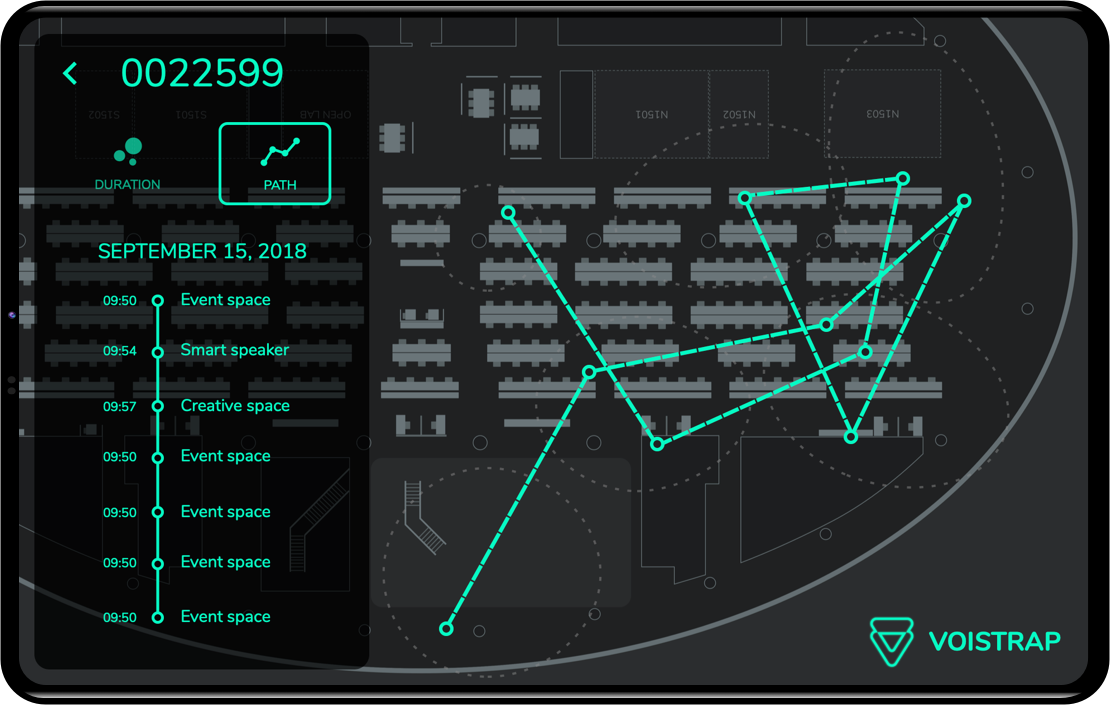 0022599
S1502
S1501
OPEN LAB
N1501
N1502
N1503
DURATION
PATH
SEPTEMBER 15, 2018
09:50 Event space
09:54 Smart speaker
09:57 Creative space
09:50 Event space
09:50 Event space
09:50 Event space
09:50 Event space
VOISTRAP